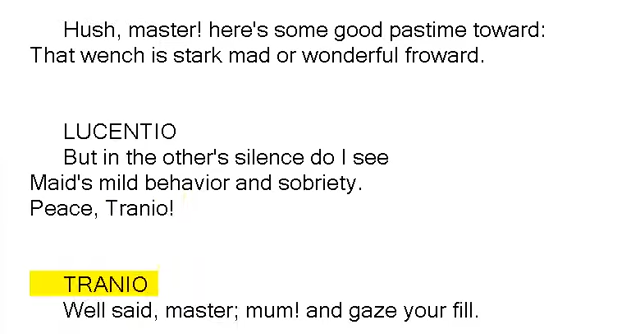 Hush, master! here's some good pastime toward:
That wench is stark mad or wonderful froward.
LUCENTIO
But in the other's silence do I see
Maid's mild behavior and sobriety.
Peace, Tranio!
TRANIO
Well said, master; mum! and gaze your fill.